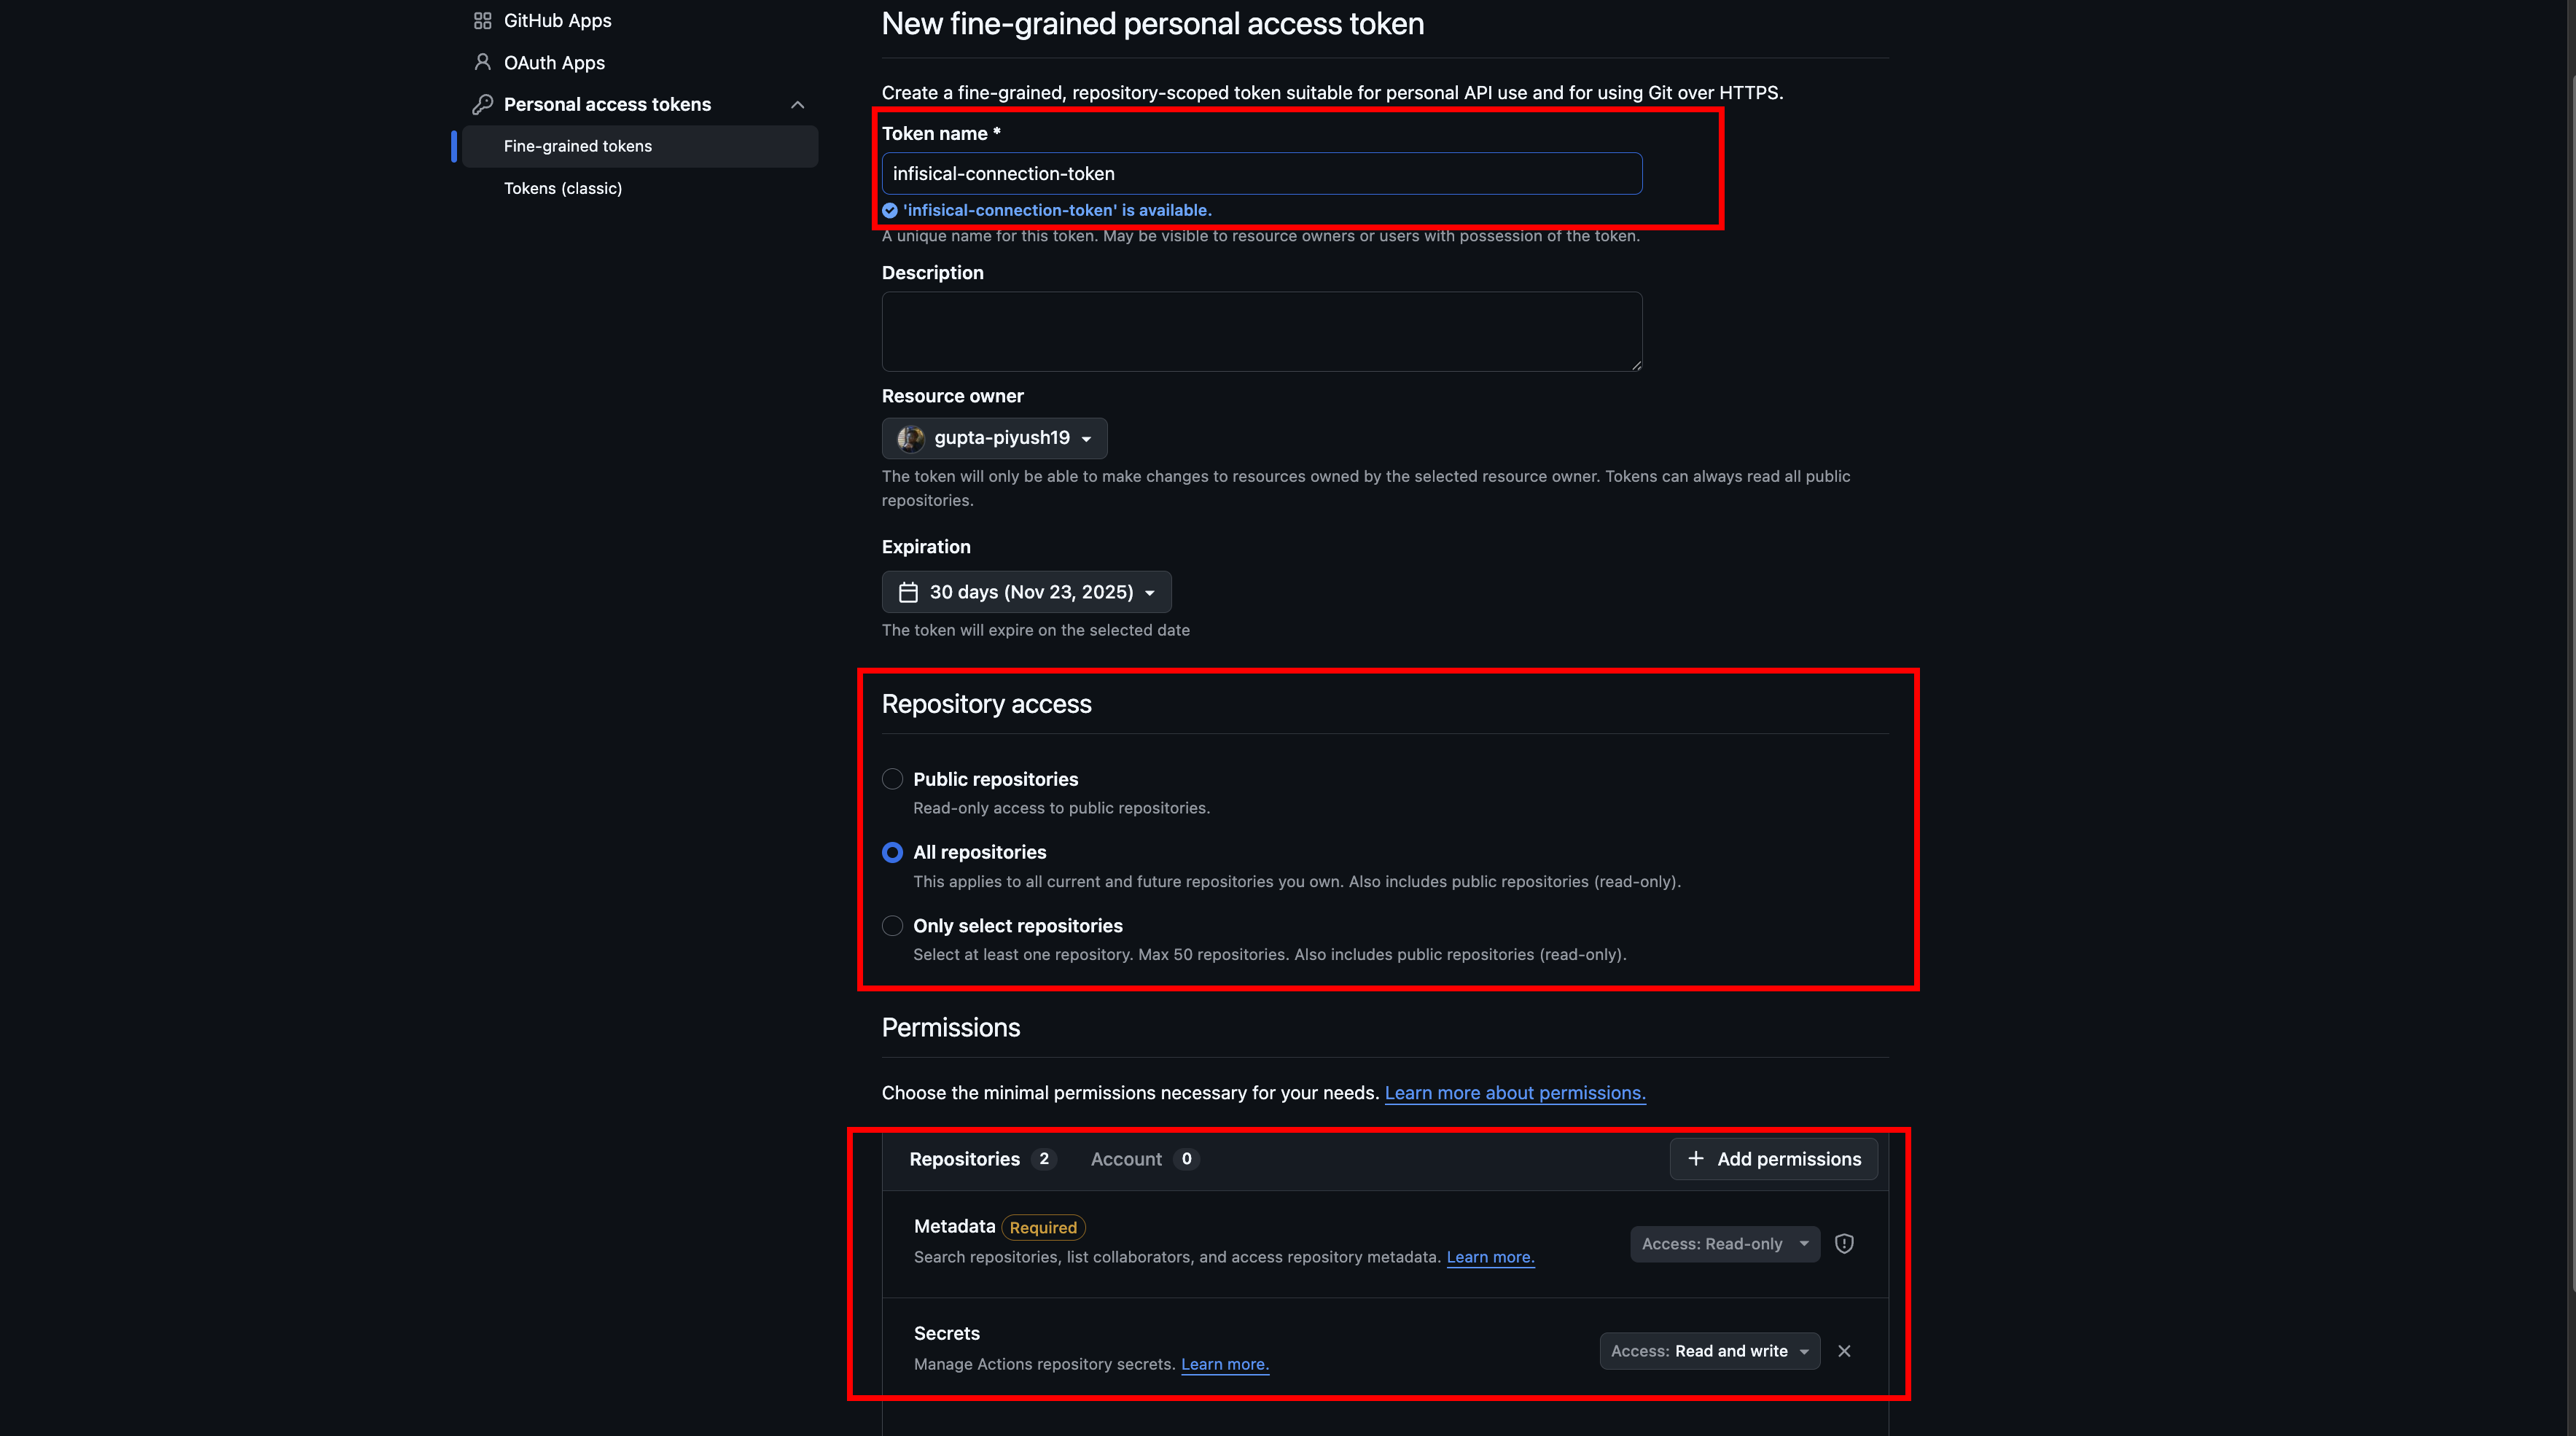 GitHub Apps
OAuth Apps
Personal access tokens
Fine-grained tokens
Tokens (classic)
New fine-grained personal access token
Create a fine-grained, repository-scoped token suitable for personal API use and for using Git over HTTPS.
Token name *
infisical-connection-token
'infisical-connection-token' is available.
A unique name for this token. May be visible to resource owners or users with possession of the token.
Description
Resource owner
gupta-piyush19
The token will only be able to make changes to resources owned by the selected resource owner. Tokens can always read all public
repositories.
Expiration
30 days (Nov 23, 2025)
The token will expire on the selected date
Repository access
Public repositories
Read-only access to public repositories.
All repositories
This applies to all current and future repositories you own. Also includes public repositories (read-only).
Only select repositories
Select at least one repository. Max 50 repositories. Also includes public repositories (read-only).
Permissions
Choose the minimal permissions necessary for your needs. Learn more about permissions.
Repositories 2 Account 0 + Add permissions
Metadata Required
Search repositories, list collaborators, and access repository metadata. Learn more.
Access: Read-only
Secrets
Manage Actions repository secrets. Learn more.
Access: Read and write